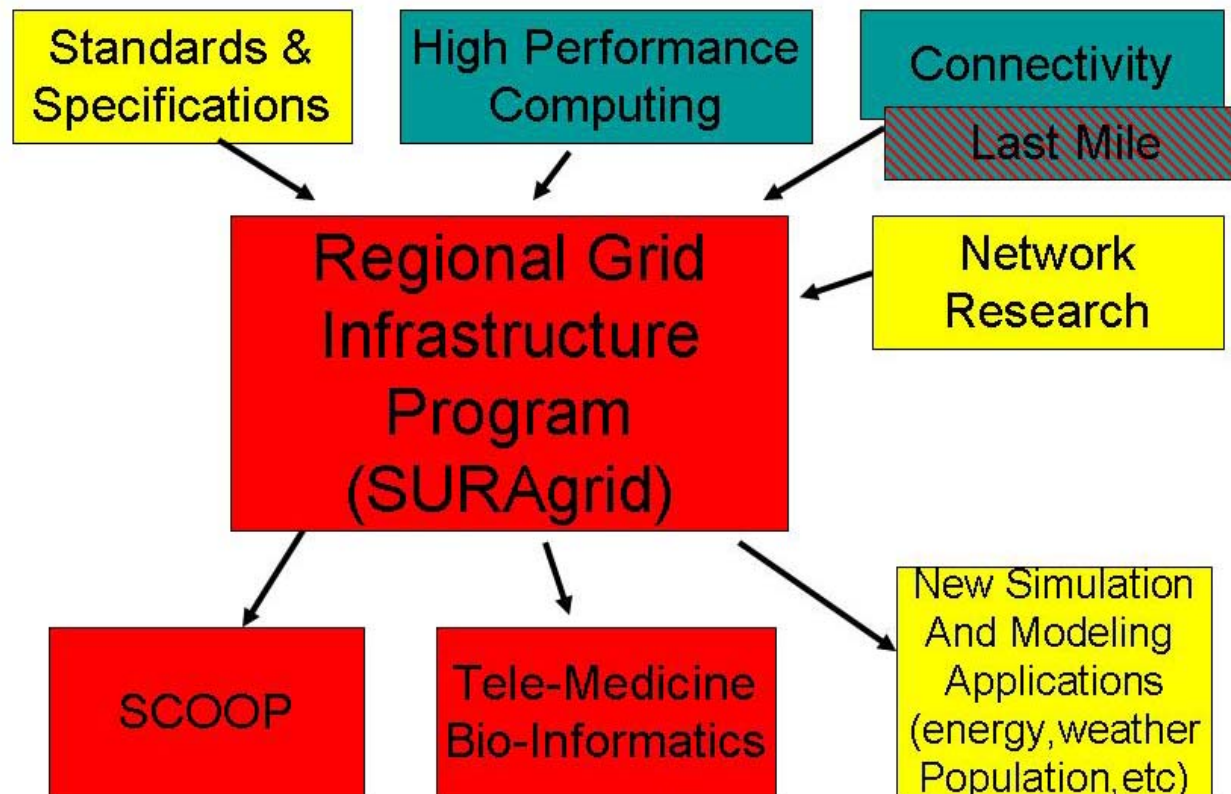 Standards &
Specifications
High Performance
Computing
Connectivity
Last Mile
Regional Grid
Infrastructure
Program
(SURAgrid)
Network
Research
SCOOP
Tele-Medicine
Bio-Informatics
New Simulation
And Modeling
Applications
(energy,weather
Population,etc)